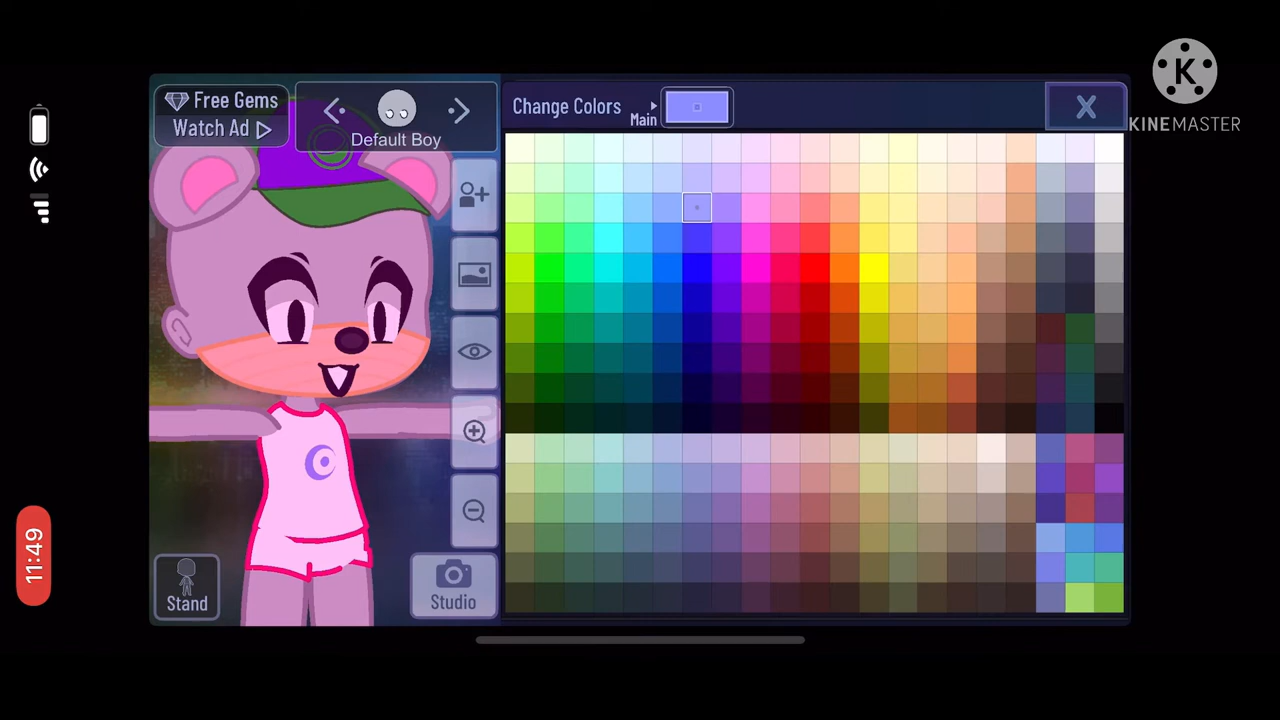 Free Gems
Watch Ad
Default Boy
Change Colors
Main
X
K
KINEMASTER
11:49
Stand
Studio